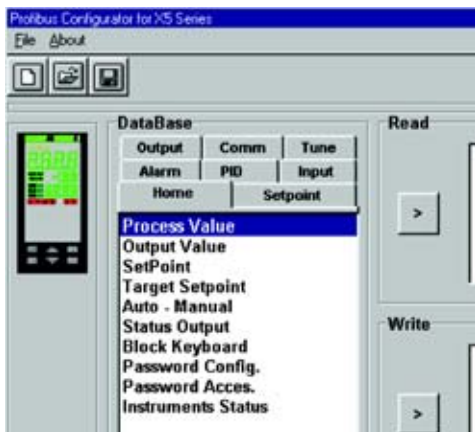 Profibus Configurator for X5 Series
File About
DataBase
Read
Output Comm Tune
Alarm PID Input
Home Setpoint
Process Value
>
Output Value
SetPoint
Target Setpoint
Auto - Manual
Status Output
Write
Block Keyboard
Password Config.
Password Acces.
Instruments Status
>